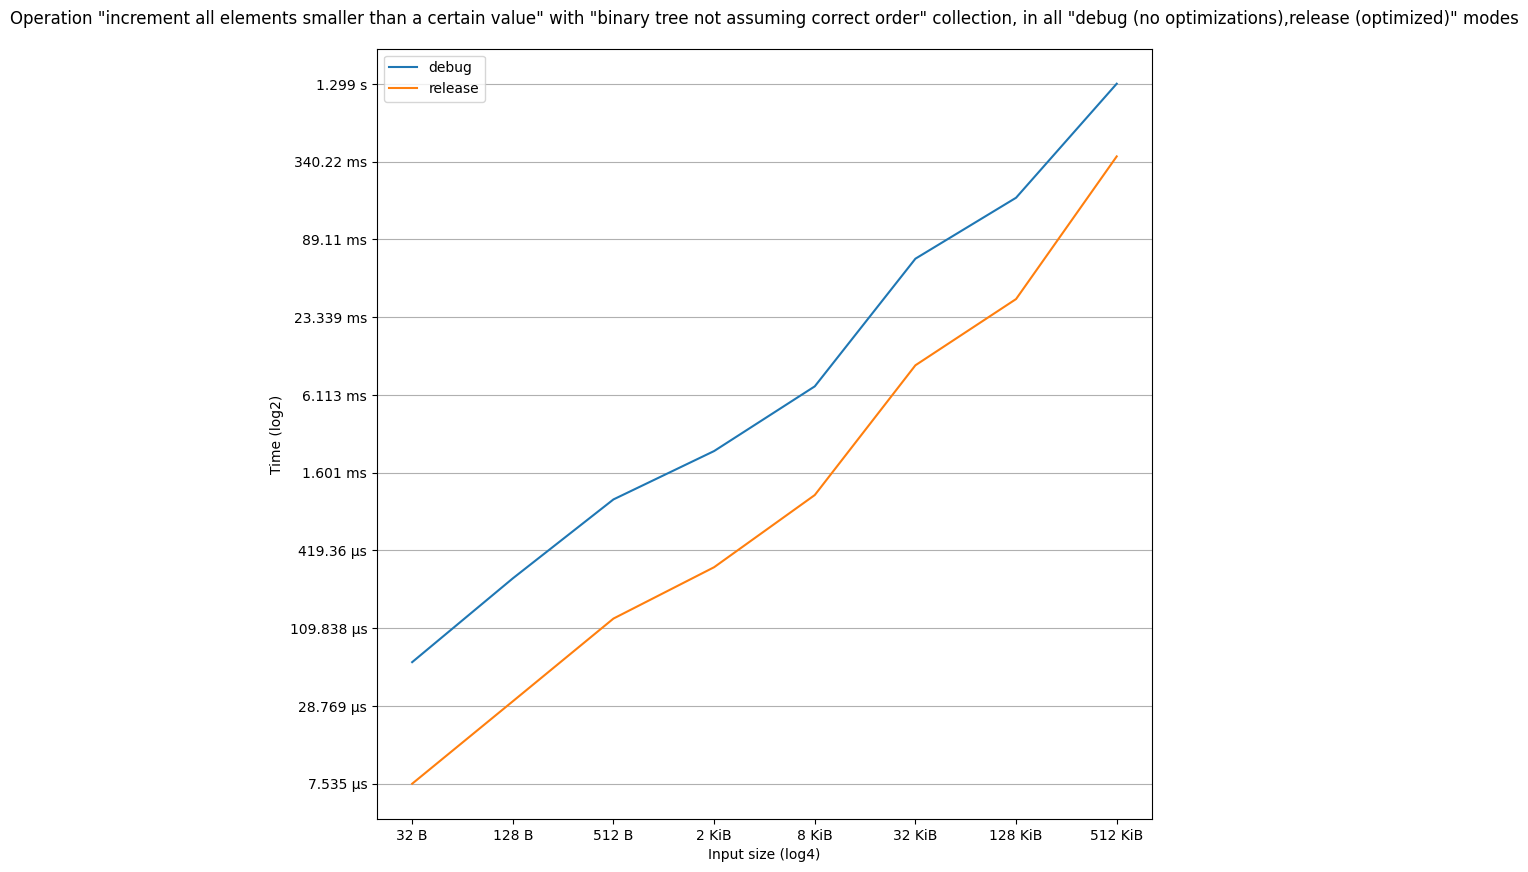 Operation "increment all elements smaller than a certain value" with "binary tree not assuming correct order" collection, in all "debug (no optimizations),release (optimized)" modes
debug
release
1.299 s
340.22 ms
89.11 ms
23.339 ms
6.113 ms
1.601 ms
419.36 μs
109.838 μs
28.769 μs
7.535 μs
Time (log2)
32 B
128 B
512 B
2 KiB
8 KiB
32 KiB
128 KiB
512 KiB
Input size (log4)